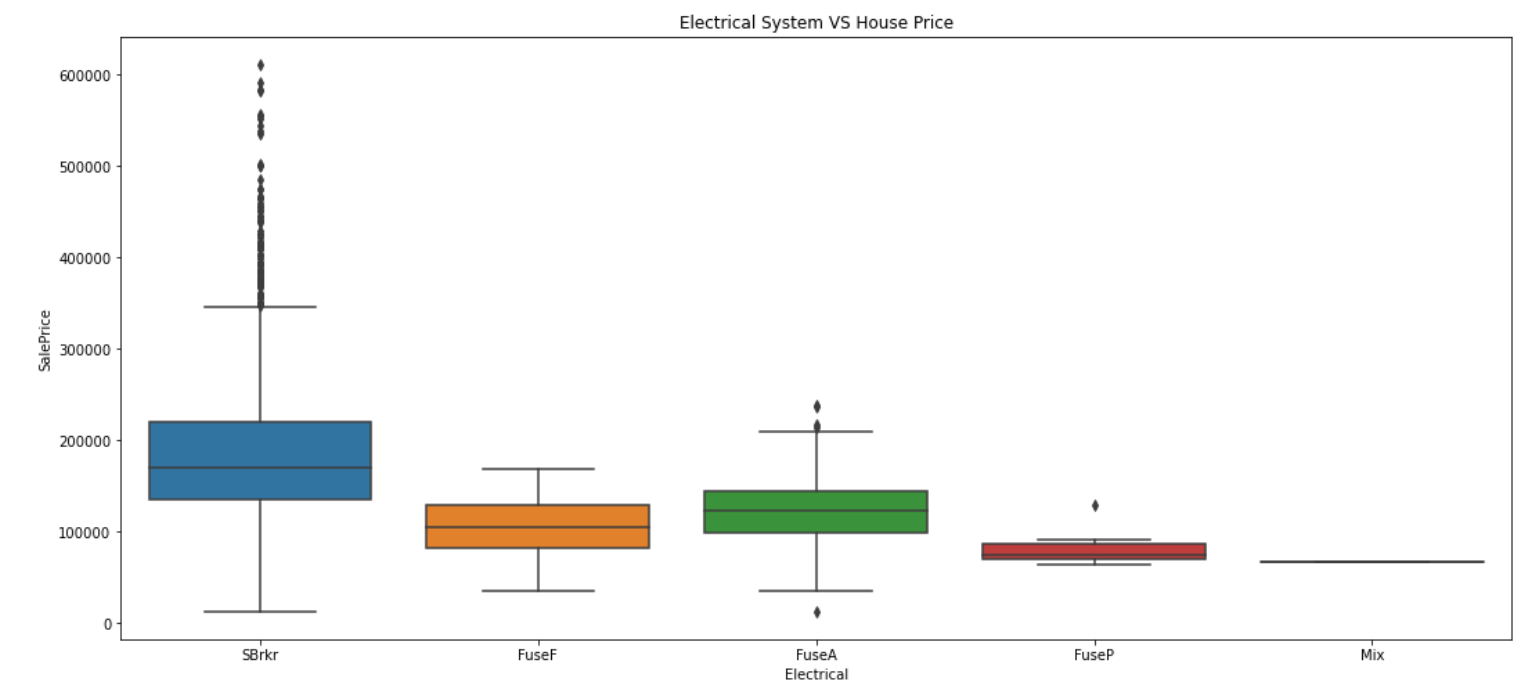 Electrical System VS House Price
600000
500000
400000
300000
200000
100000
0
SalePrice
SBrkr FuseF FuseA FuseP Mix
Electrical